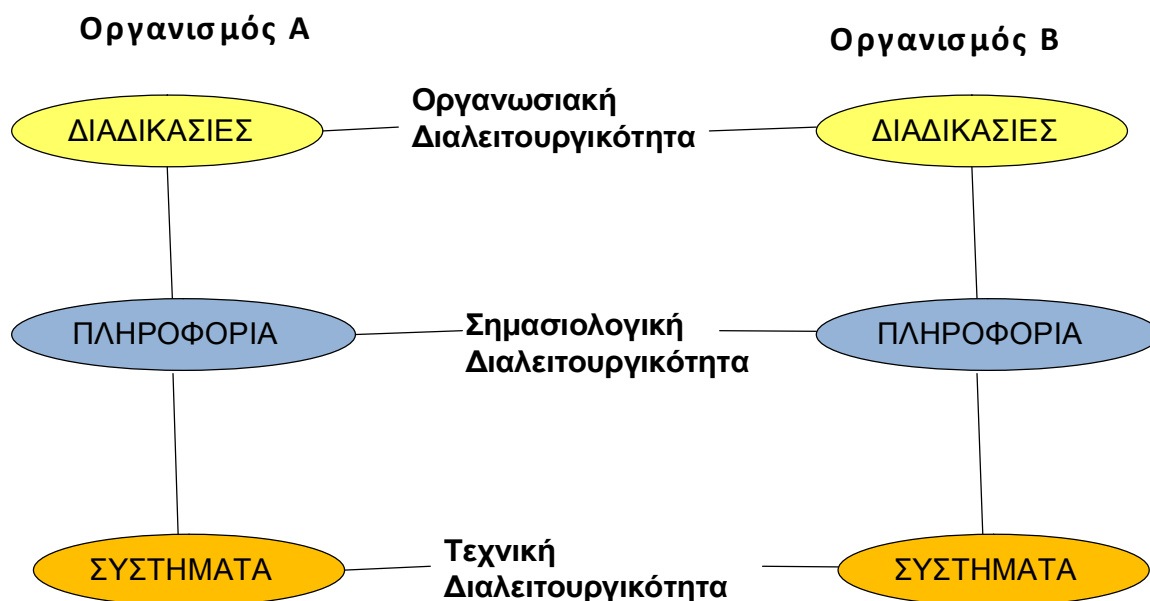 Οργανισμός Α
Οργανισμός Β
ΔΙΑΔΙΚΑΣΙΕΣ
Οργανωσιακή
Διαλειτουργικότητα
ΔΙΑΔΙΚΑΣΙΕΣ
ΠΛΗΡΟΦΟΡΙΑ
Σημασιολογική
Διαλειτουργικότητα
ΠΛΗΡΟΦΟΡΙΑ
ΣΥΣΤΗΜΑΤΑ
Τεχνική
Διαλειτουργικότητα
ΣΥΣΤΗΜΑΤΑ